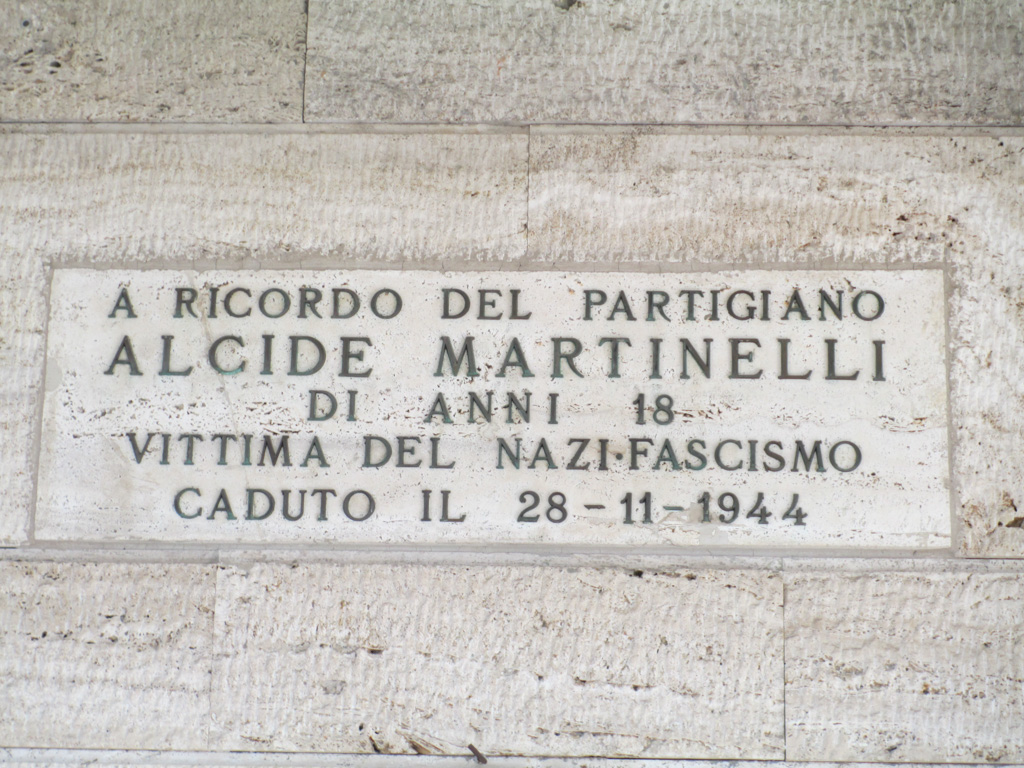 A RICORDO DEL PARTIGIANO
ALCIDE MARTINELLI
DI ANNI 18
VITTIMA DEL NAZI·FASCISMO
CADUTO IL 28-11-1944